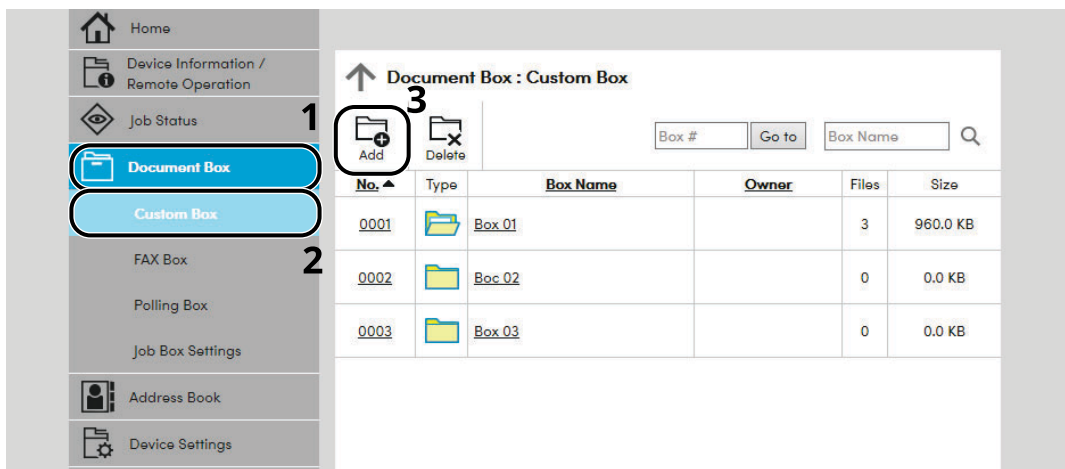 Home
Device Information /
Remote Operation
Job Status
1
Document Box
Custom Box
2
FAX Box
Polling Box
Job Box Settings
Address Book
Device Settings
Document Box : Custom Box
3
Add
Delete
Box #
Go to
Box Name
No. Type Box Name Owner Files Size
0001 Box 01 3 960.0 KB
0002 Boc 02 0 0.0 KB
0003 Box 03 0 0.0 KB